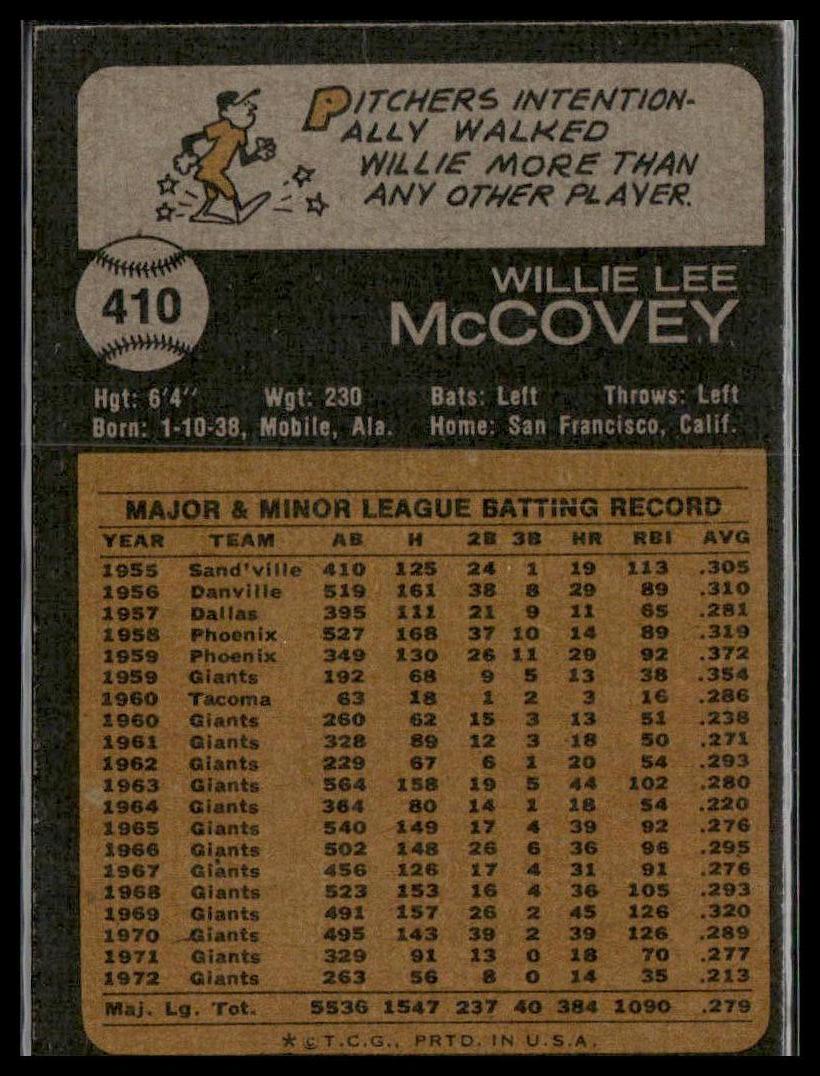 PITCHERS INTENTION-
ALLY WALKED
WILLIE MORE THAN
ANY OTHER PLAYER.
410
WILLIE LEE
McCOVEY
Hgt: 6'4" Wgt: 230 Bats: Left Throws: Left
Born: 1-10-38, Mobile, Ala. Home: San Francisco, Calif.
MAJOR & MINOR LEAGUE BATTING RECORD
YEAR TEAM AB H 2B 3B HR RBI AVG
1955 Sand'ville 410 125 24 1 19 113 .305
1956 Danville 519 161 38 8 29 89 .310
1957 Dallas 395 111 21 9 11 65 .281
1958 Phoenix 527 168 37 10 14 89 .319
1959 Phoenix 349 130 26 11 29 92 .372
1959 Giants 192 68 9 5 13 38 .354
1960 Tacoma 63 18 1 2 3 16 .286
1960 Giants 260 62 15 3 13 51 .238
1961 Giants 328 89 12 3 18 50 .271
1962 Giants 229 67 6 1 20 54 .293
1963 Giants 564 158 19 5 44 102 .280
1964 Giants 364 80 14 1 18 54 .220
1965 Giants 540 149 17 4 39 92 .276
1966 Giants 502 148 26 6 36 96 .295
1967 Giants 456 126 17 4 31 91 .276
1968 Giants 523 153 16 4 36 105 .293
1969 Giants 491 157 26 2 45 126 .320
1970 Giants 495 143 39 2 39 126 .289
1971 Giants 329 91 13 0 18 70 .277
1972 Giants 263 56 8 0 14 35 .213
Maj. Lg. Tot. 5536 1547 237 40 384 1090 .279
*©T.C.G., PRTD. IN U.S.A.